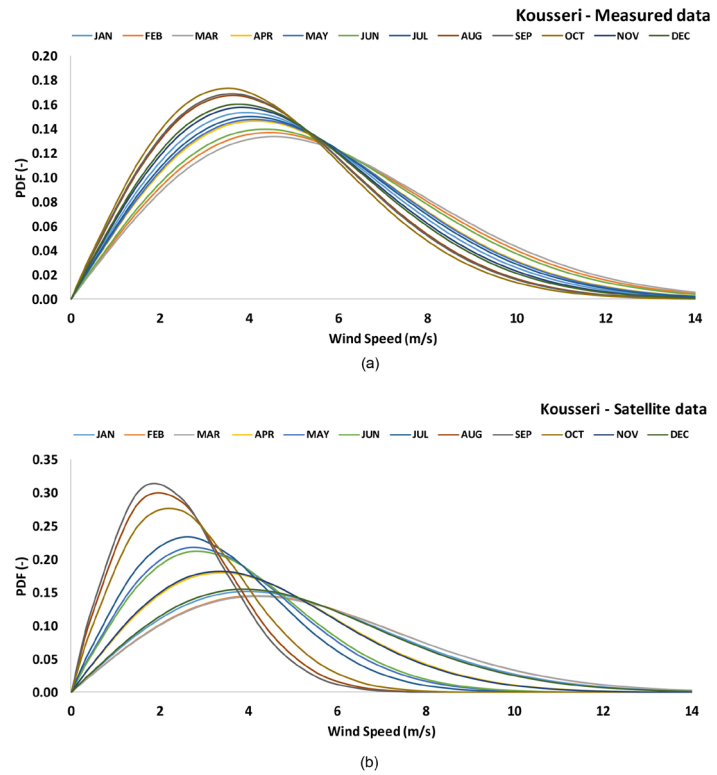 Kousseri - Measured data
JAN FEB MAR APR MAY JUN JUL AUG SEP OCT NOV DEC
0.20
0.18
0.16
0.14
0.12
0.10
0.08
0.06
0.04
0.02
0.00
PDF (-)
0 2 4 6 8 10 12 14
Wind Speed (m/s)
(a)
Kousseri - Satellite data
JAN FEB MAR APR MAY JUN JUL AUG SEP OCT NOV DEC
0.35
0.30
0.25
0.20
0.15
0.10
0.05
0.00
PDF (-)
0 2 4 6 8 10 12 14
Wind Speed (m/s)
(b)